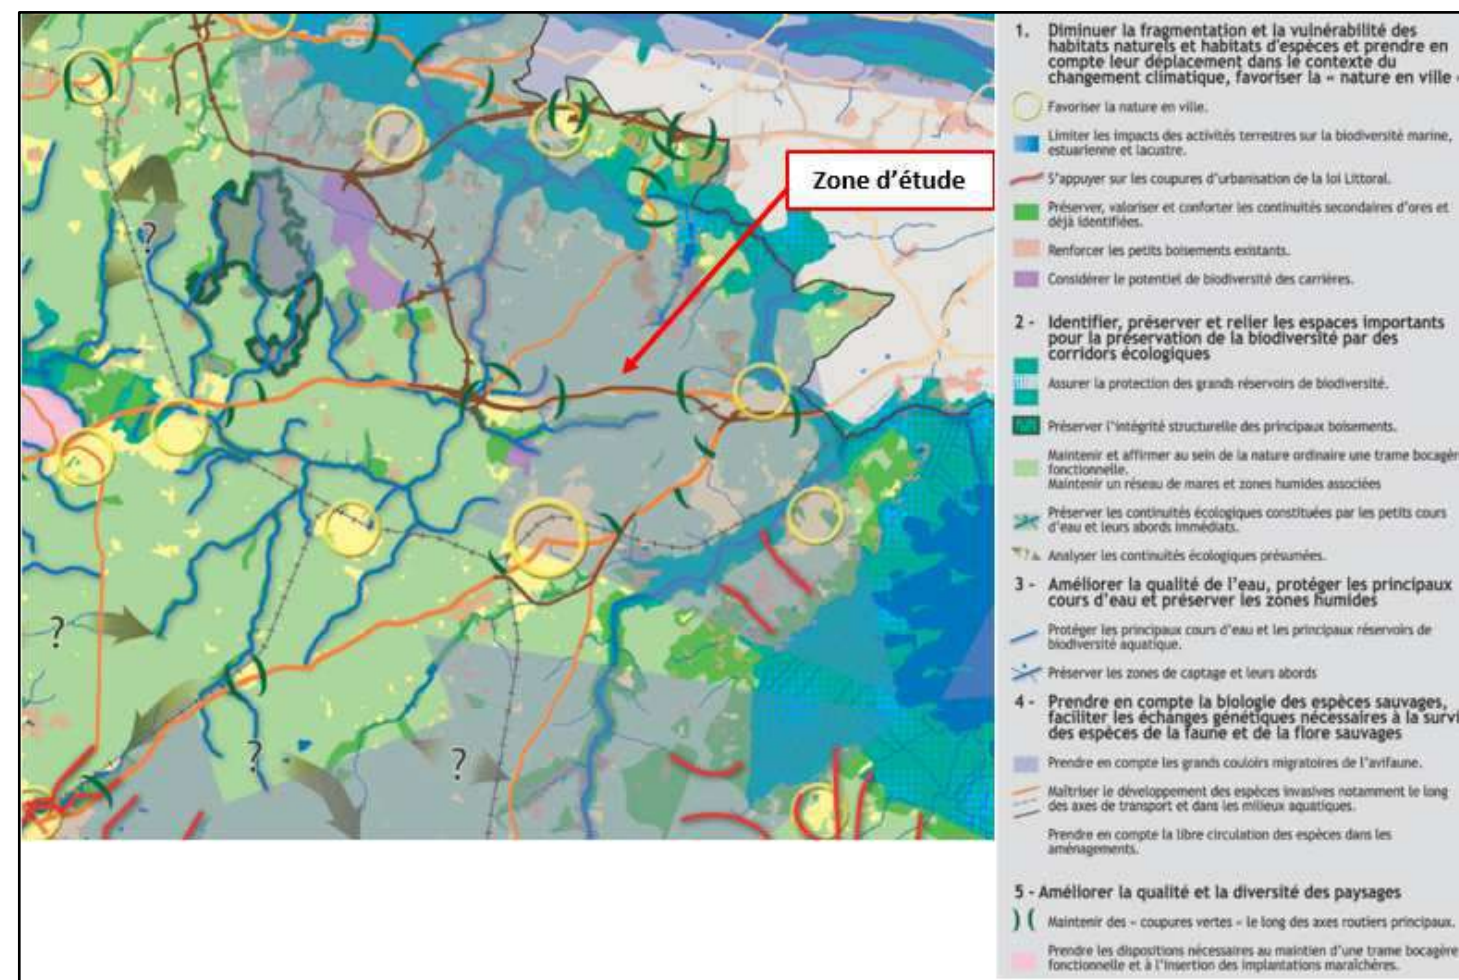 Zone d'étude
?
?
?
?
1. Diminuer la fragmentation et la vulnérabilité des
habitats naturels et habitats d'espèces et prendre en
compte leur déplacement dans le contexte du
changement climatique, favoriser la « nature en ville »
Favoriser la nature en ville.
Limiter les impacts des activités terrestres sur la biodiversité marine,
estuarienne et lacustre.
S'appuyer sur les coupures d'urbanisation de la loi Littoral.
Préserver, valoriser et conforter les continuités secondaires d'ores et
déjà identifiées.
Renforcer les petits boisements existants.
Considérer le potentiel de biodiversité des carrières.
2 - Identifier, préserver et relier les espaces importants
pour la préservation de la biodiversité par des
corridors écologiques
Assurer la protection des grands réservoirs de biodiversité.
Préserver l'intégrité structurelle des principaux boisements.
Maintenir et affirmer au sein de la nature ordinaire une trame bocagèr
fonctionnelle.
Maintenir un réseau de mares et zones humides associées
Préserver les continuités écologiques constituées par les petits cours
d'eau et leurs abords immédiats.
? Analyser les continuités écologiques présumées.
3 - Améliorer la qualité de l'eau, protéger les principaux
cours d'eau et préserver les zones humides
Protéger les principaux cours d'eau et les principaux réservoirs de
biodiversité aquatique.
Préserver les zones de captage et leurs abords
4 - Prendre en compte la biologie des espèces sauvages,
faciliter les échanges génétiques nécessaires à la survi
des espèces de la faune et de la flore sauvages
Prendre en compte les grands couloirs migratoires de l'avifaune.
Maîtriser le développement des espèces invasives notamment le long
des axes de transport et dans les milieux aquatiques.
Prendre en compte la libre circulation des espèces dans les
aménagements.
5 - Améliorer la qualité et la diversité des paysages
Maintenir des « coupures vertes » le long des axes routiers principaux.
Prendre les dispositions nécessaires au maintien d'une trame bocagère
fonctionnelle et à l'insertion des implantations maraîchères.